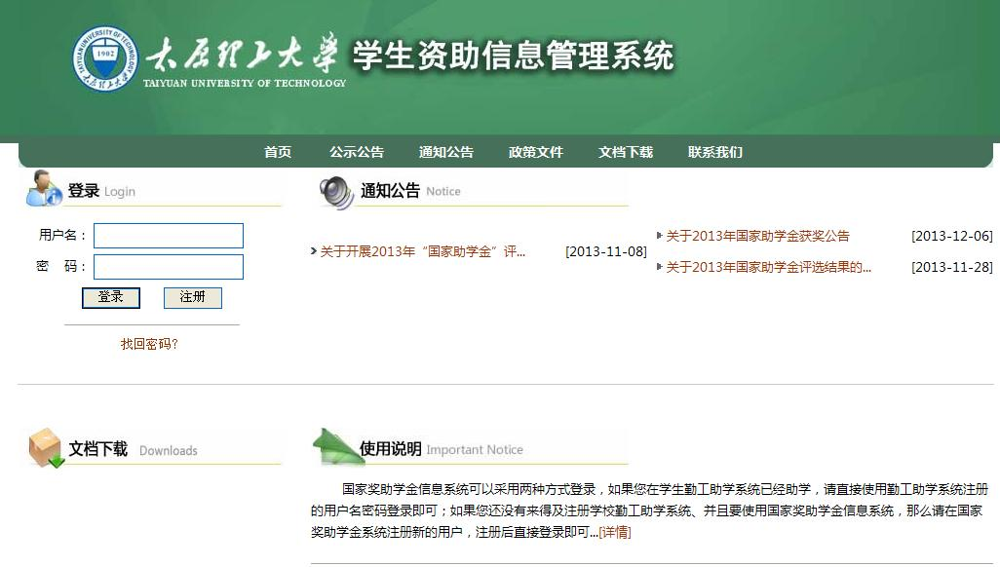 TAIYUAN UNIVERSITY OF TECHNOLOGY
1902
太原理工大学
太原理工大学 学生资助信息管理系统
TAIYUAN UNIVERSITY OF TECHNOLOGY
首页 公示公告 通知公告 政策文件 文档下载 联系我们
登录 Login
用户名：
密 码：
登录 注册
找回密码?
通知公告 Notice
关于开展2013年“国家助学金”评... [2013-11-08]
关于2013年国家助学金获奖公告 [2013-12-06]
关于2013年国家助学金评选结果的... [2013-11-28]
文档下载 Downloads
使用说明 Important Notice
国家奖助学金信息系统可以采用两种方式登录，如果您在学生勤工助学系统已经助学，请直接使用勤工助学系统注册
的用户名密码登录即可；如果您还没有来得及注册学校勤工助学系统、并且要使用国家奖助学金信息系统，那么请在国家
奖助学金系统注册新的用户，注册后直接登录即可...[详情]